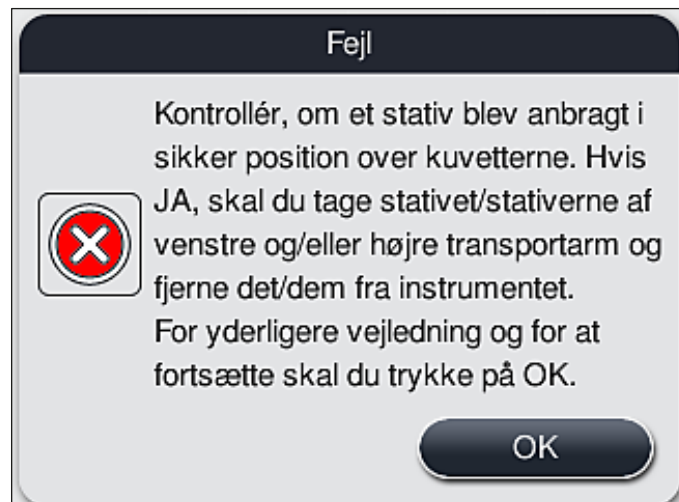 Fejl
Kontrollér, om et stativ blev anbragt i
sikker position over kuvetterne. Hvis
JA, skal du tage stativet/stativerne af
venstre og/eller højre transportarm og
fjerne det/dem fra instrumentet.
For yderligere vejledning og for at
fortsætte skal du trykke på OK.
OK